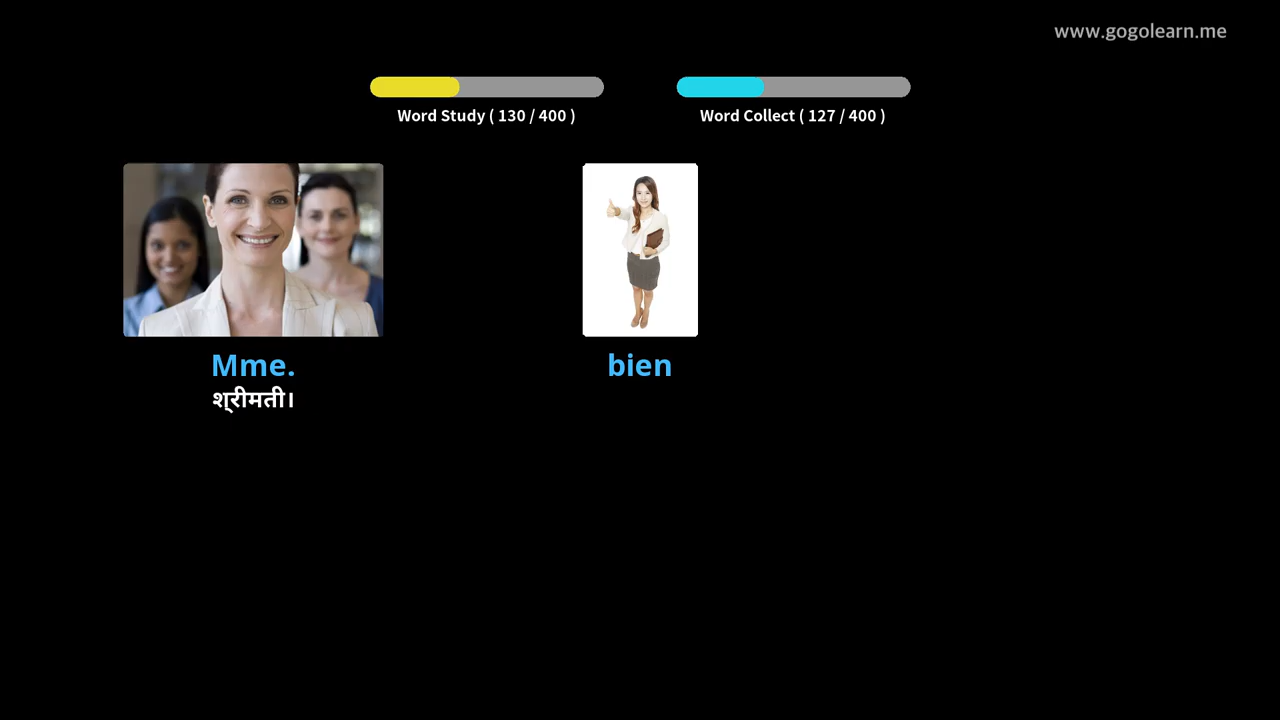 www.gogolearn.me
Word Study ( 130 / 400 )
Word Collect ( 127 / 400 )
Mme.
श्रीमती।
bien